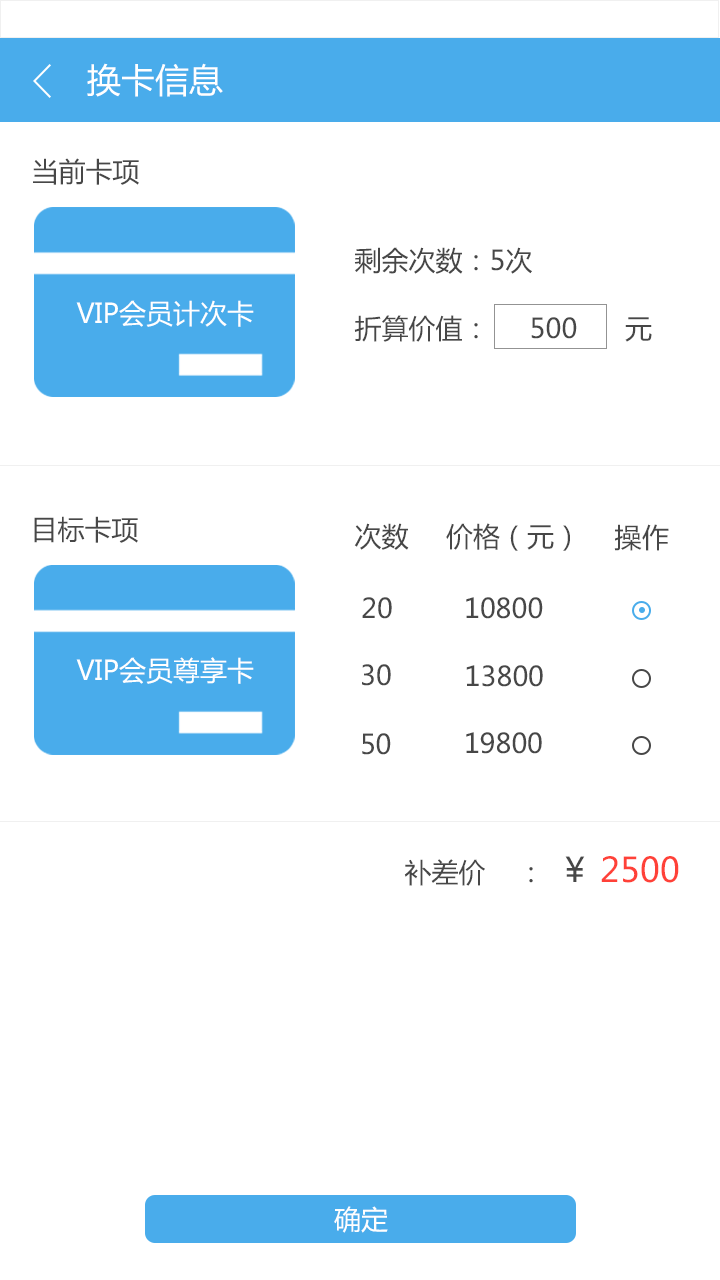 换卡信息
当前卡项
VIP会员计次卡
剩余次数：5次
折算价值： 500 元
目标卡项
VIP会员尊享卡
次数 价格（元） 操作
20 10800
30 13800
50 19800
补差价 ： ¥ 2500
确定